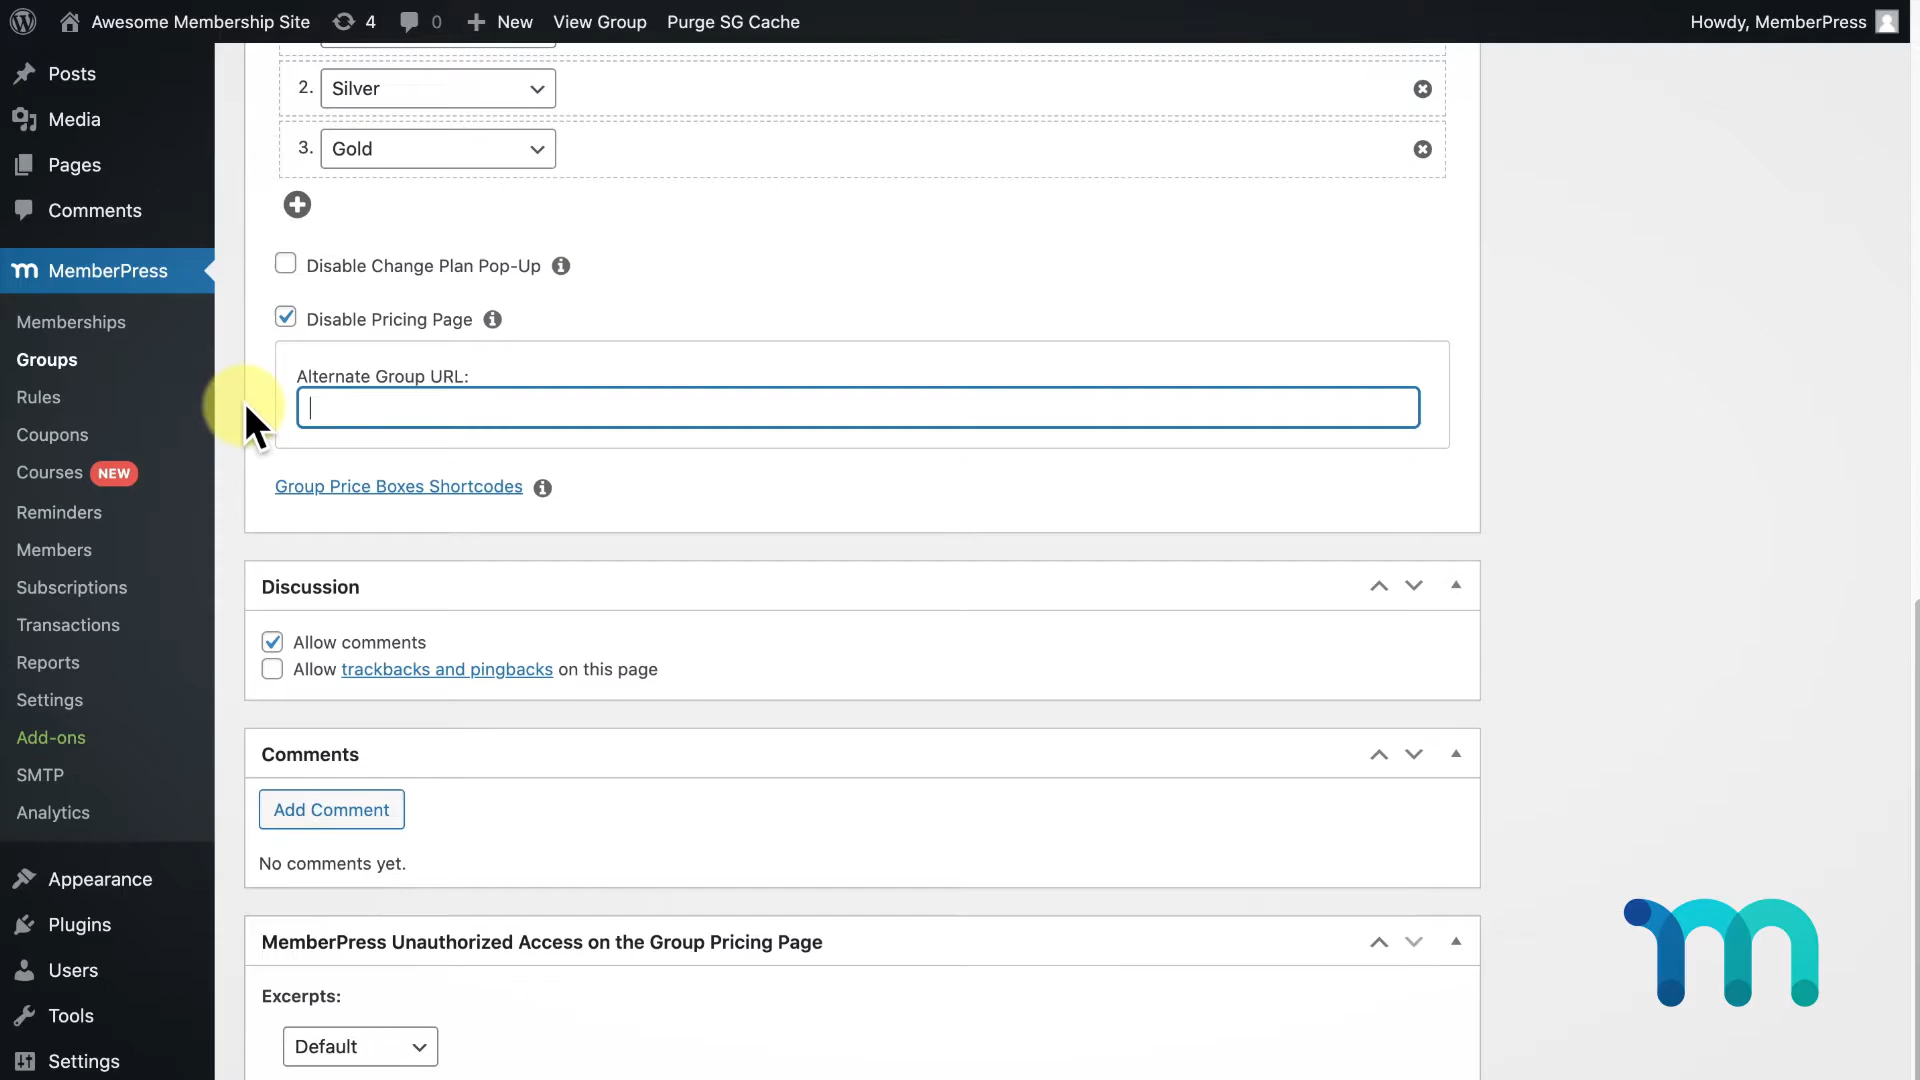 Awesome Membership Site 4 0 New View Group Purge SG Cache Howdy, MemberPress
Posts
Media
Pages
Comments
MemberPress
Memberships
Groups
Rules
Coupons
Courses NEW
Reminders
Members
Subscriptions
Transactions
Reports
Settings
Add-ons
SMTP
Analytics
Appearance
Plugins
Users
Tools
Settings
2. Silver
3. Gold
Disable Change Plan Pop-Up
Disable Pricing Page
Alternate Group URL:
Group Price Boxes Shortcodes
Discussion
Allow comments
Allow trackbacks and pingbacks on this page
Comments
Add Comment
No comments yet.
MemberPress Unauthorized Access on the Group Pricing Page
Excerpts:
Default